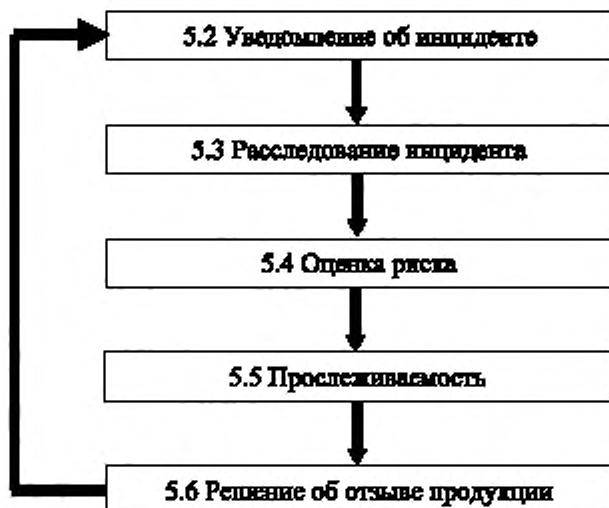 5.2 Уведомление об инциденте
5.3 Расследование инцидента
5.4 Оценка риска
5.5 Прослеживаемость
5.6 Решение об отзыве продукции